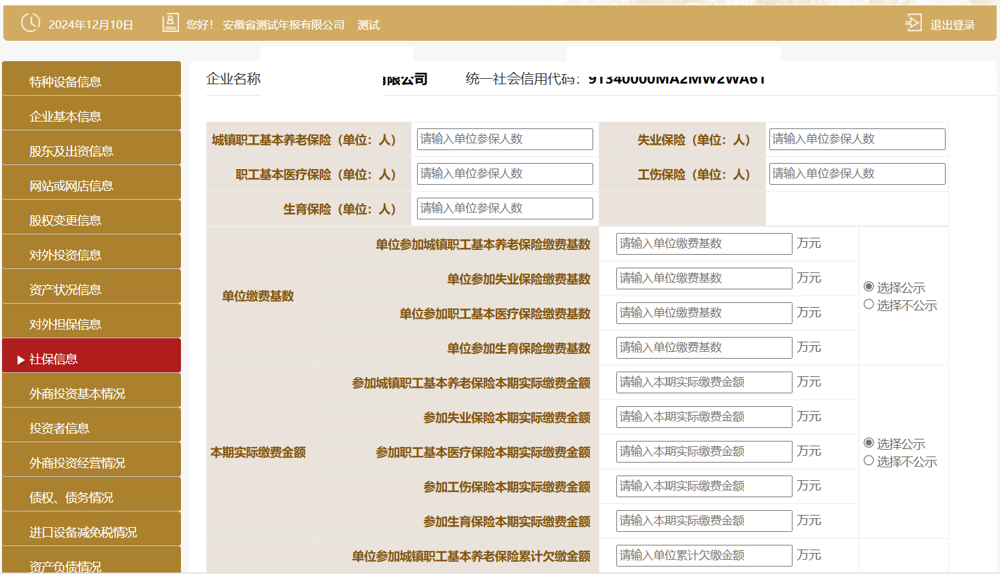 2024年12月10日 您好！ 安徽省测试年报有限公司 测试 退出登录
企业名称 有限公司 统一社会信用代码：91340000MA2MW2WA61
特种设备信息
企业基本信息
股东及出资信息
网站或网店信息
股权变更信息
对外投资信息
资产状况信息
对外担保信息
社保信息
外商投资基本情况
投资者信息
外商投资经营情况
债权、债务情况
进口设备减免税情况
资产负债情况
城镇职工基本养老保险（单位：人） 请输入单位参保人数 失业保险（单位：人） 请输入单位参保人数
职工基本医疗保险（单位：人） 请输入单位参保人数 工伤保险（单位：人） 请输入单位参保人数
生育保险（单位：人） 请输入单位参保人数
单位缴费基数
单位参加城镇职工基本养老保险缴费基数 请输入单位缴费基数 万元
单位参加失业保险缴费基数 请输入单位缴费基数 万元
单位参加职工基本医疗保险缴费基数 请输入单位缴费基数 万元
单位参加生育保险缴费基数 请输入单位缴费基数 万元
选择公示
选择不公示
本期实际缴费金额
参加城镇职工基本养老保险本期实际缴费金额 请输入本期实际缴费金额 万元
参加失业保险本期实际缴费金额 请输入本期实际缴费金额 万元
参加职工基本医疗保险本期实际缴费金额 请输入本期实际缴费金额 万元
参加工伤保险本期实际缴费金额 请输入本期实际缴费金额 万元
参加生育保险本期实际缴费金额 请输入本期实际缴费金额 万元
选择公示
选择不公示
单位参加城镇职工基本养老保险累计欠缴金额 请输入单位累计欠缴金额 万元